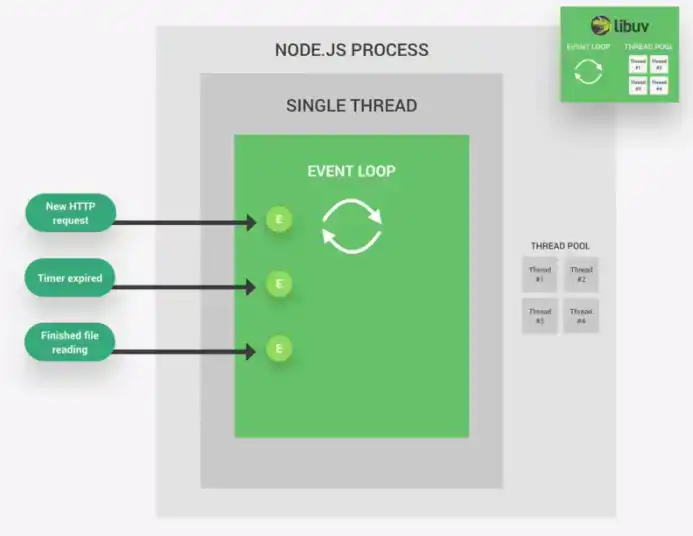 libuv
EVENT LOOP
THREAD POOL
Thread
#1
Thread
#2
Thread
#3
Thread
#4
NODE.JS PROCESS
SINGLE THREAD
EVENT LOOP
New HTTP
request
E
Timer expired
E
Finished file
reading
E
THREAD POOL
Thread
#1
Thread
#2
Thread
#3
Thread
#4